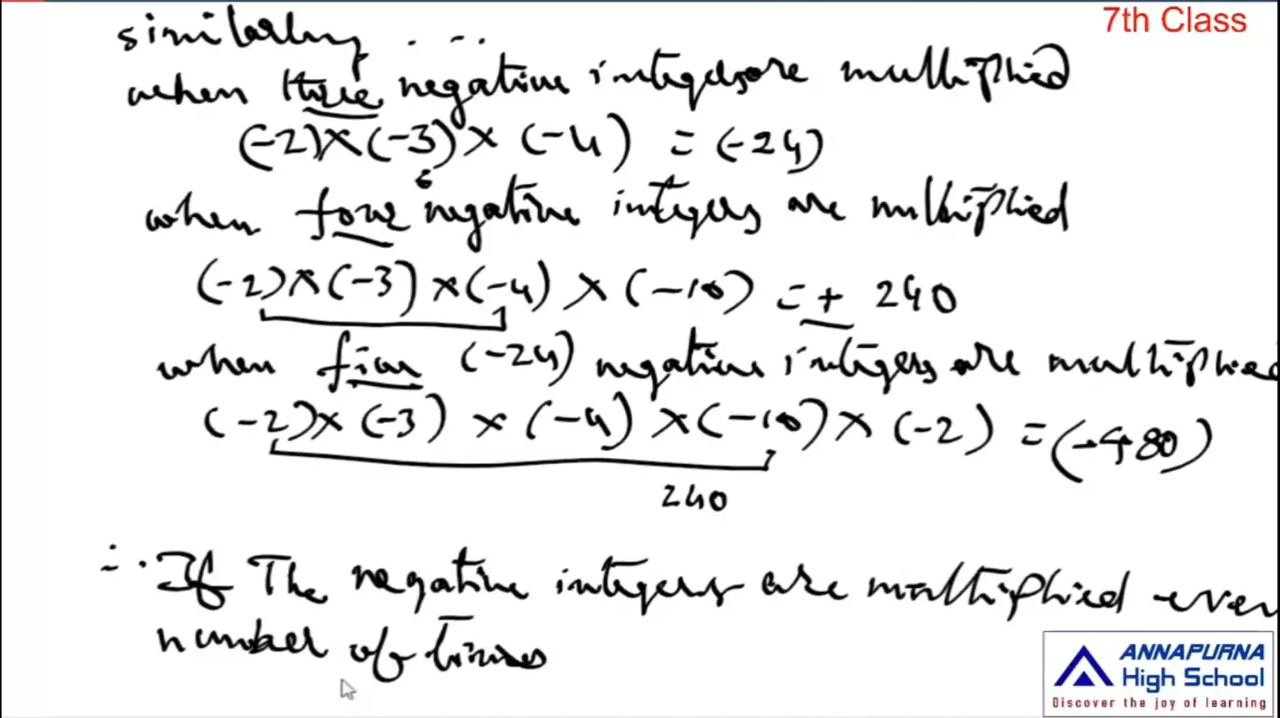 7th Class
similarly ...
when three negative integers are multiplied
(-2)×(-3)×(-4) = (-24)
6
when four negative integers are multiplied
(-2)×(-3)×(-4)×(-10) = + 240
(-24)
when five negative integers are multiplied
(-2)×(-3)×(-4)×(-10)×(-2) = (-480)
240
∴ If The negative integers are multiplied even
number of times
ANNAPURNA
High School
Discover the joy of learning